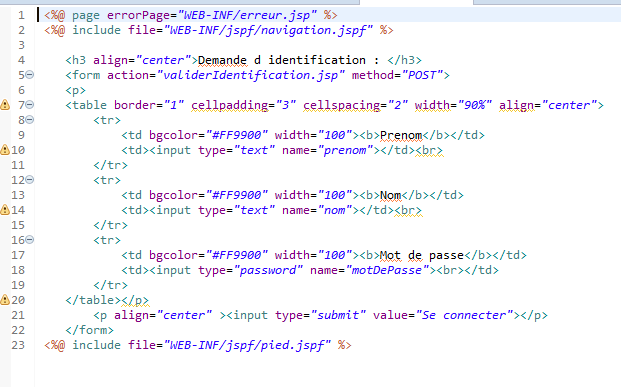 1 <%@ page errorPage="WEB-INF/erreur.jsp" %>
2 <%@ include file="WEB-INF/jspf/navigation.jspf" %>
3
4 <h3 align="center">Demande d identification : </h3>
5 <form action="validerIdentification.jsp" method="POST">
6 <p>
7 <table border="1" cellpadding="3" cellspacing="2" width="90%" align="center">
8 <tr>
9 <td bgcolor="#FF9900" width="100"><b>Prenom</b></td>
10 <td><input type="text" name="prenom"></td><br>
11 </tr>
12 <tr>
13 <td bgcolor="#FF9900" width="100"><b>Nom</b></td>
14 <td><input type="text" name="nom"></td><br>
15 </tr>
16 <tr>
17 <td bgcolor="#FF9900" width="100"><b>Mot de passe</b></td>
18 <td><input type="password" name="motDePasse"><br></td>
19 </tr>
20 </table></p>
21 <p align="center" ><input type="submit" value="Se connecter"></p>
22 </form>
23 <%@ include file="WEB-INF/jspf/pied.jspf" %>